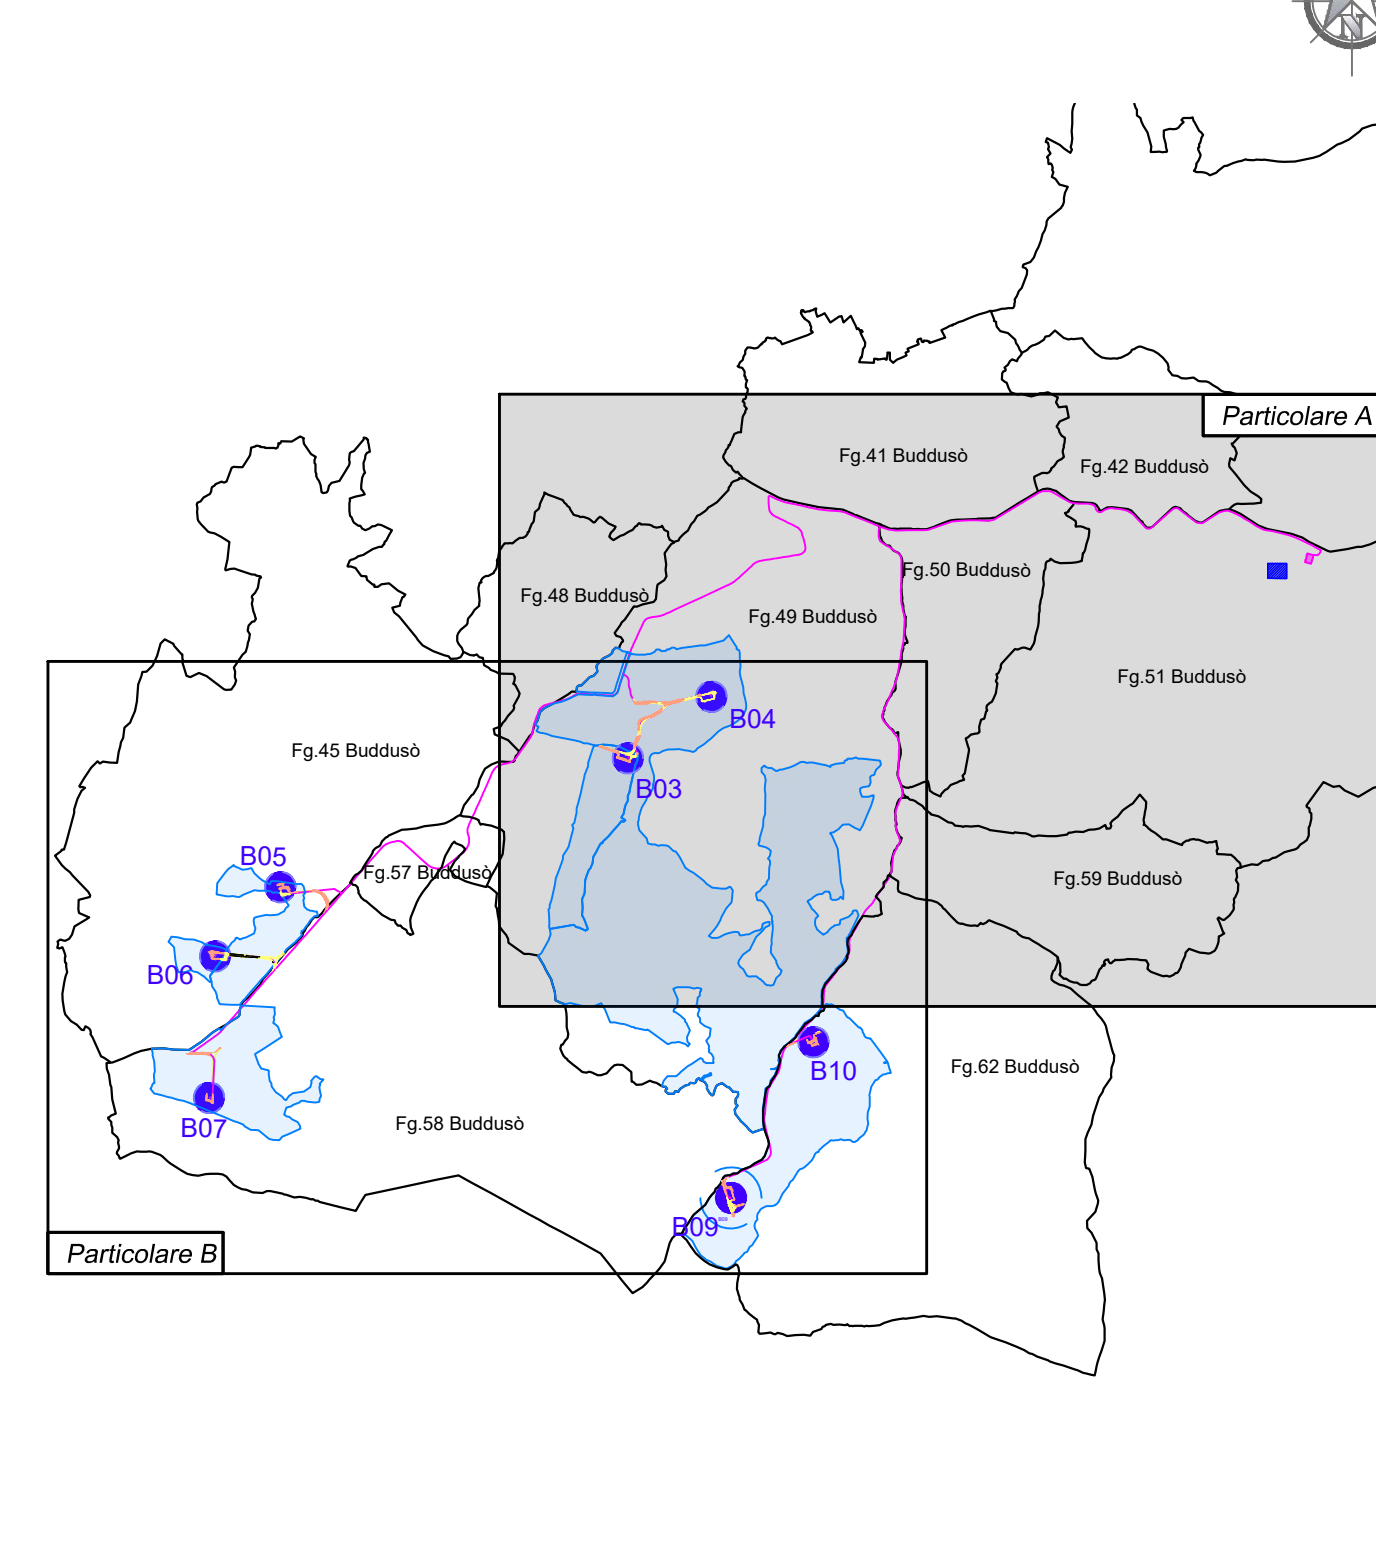 N
Particolare A
Fg.41 Buddusò
Fg.42 Buddusò
Fg.50 Buddusò
Fg.48 Buddusò
Fg.49 Buddusò
Fg.51 Buddusò
B04
Fg.45 Buddusò
B03
B05
Fg.57 Buddusò
Fg.59 Buddusò
B06
Fg.62 Buddusò
B10
Fg.58 Buddusò
B07
B09
Particolare B